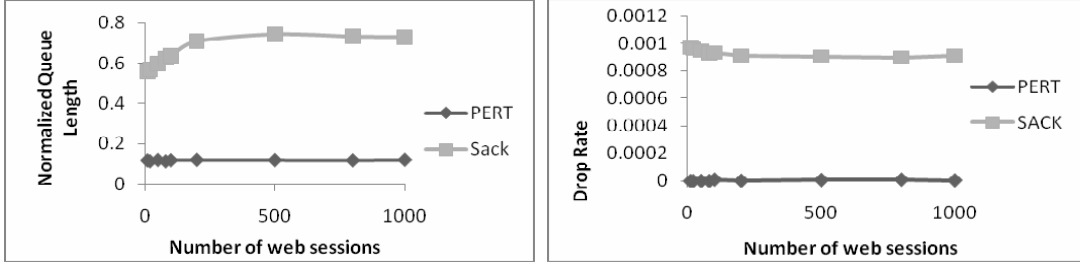 0.8
0.6
0.4
0.2
0
0
500
1000
Normalized Queue
Length
Number of web sessions
PERT
Sack
0.0012
0.001
0.0008
0.0006
0.0004
0.0002
0
0
500
1000
Drop Rate
Number of web sessions
PERT
SACK